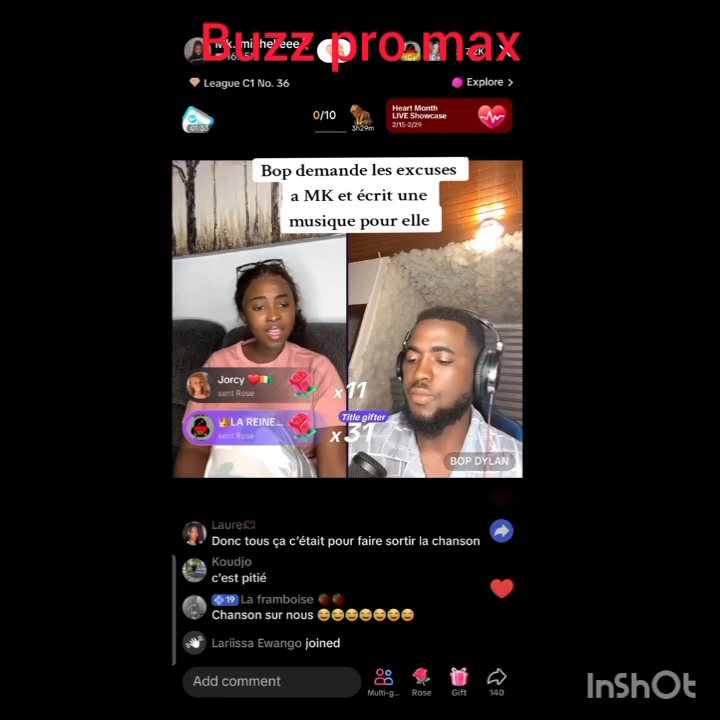 Buzz pro max
League C1 No. 36
Explore >
01:33
0/10
3h29m
Heart Month
LIVE Showcase
2/15-2/29
Bop demande les excuses
a MK et écrit une
musique pour elle
Jorcy
sent Rose
x11
LA REINE...
sent Rose
Title gifter
x31
BOP DYLAN
Laure
Donc tous ça c'était pour faire sortir la chanson
Koudjo
c'est pitié
19 La framboise 🍓🍓
Chanson sur nous 😂😂😂😂😂😂😂
Lariissa Ewango joined
Add comment
Multi-g...
Rose
Gift
140
InShOt